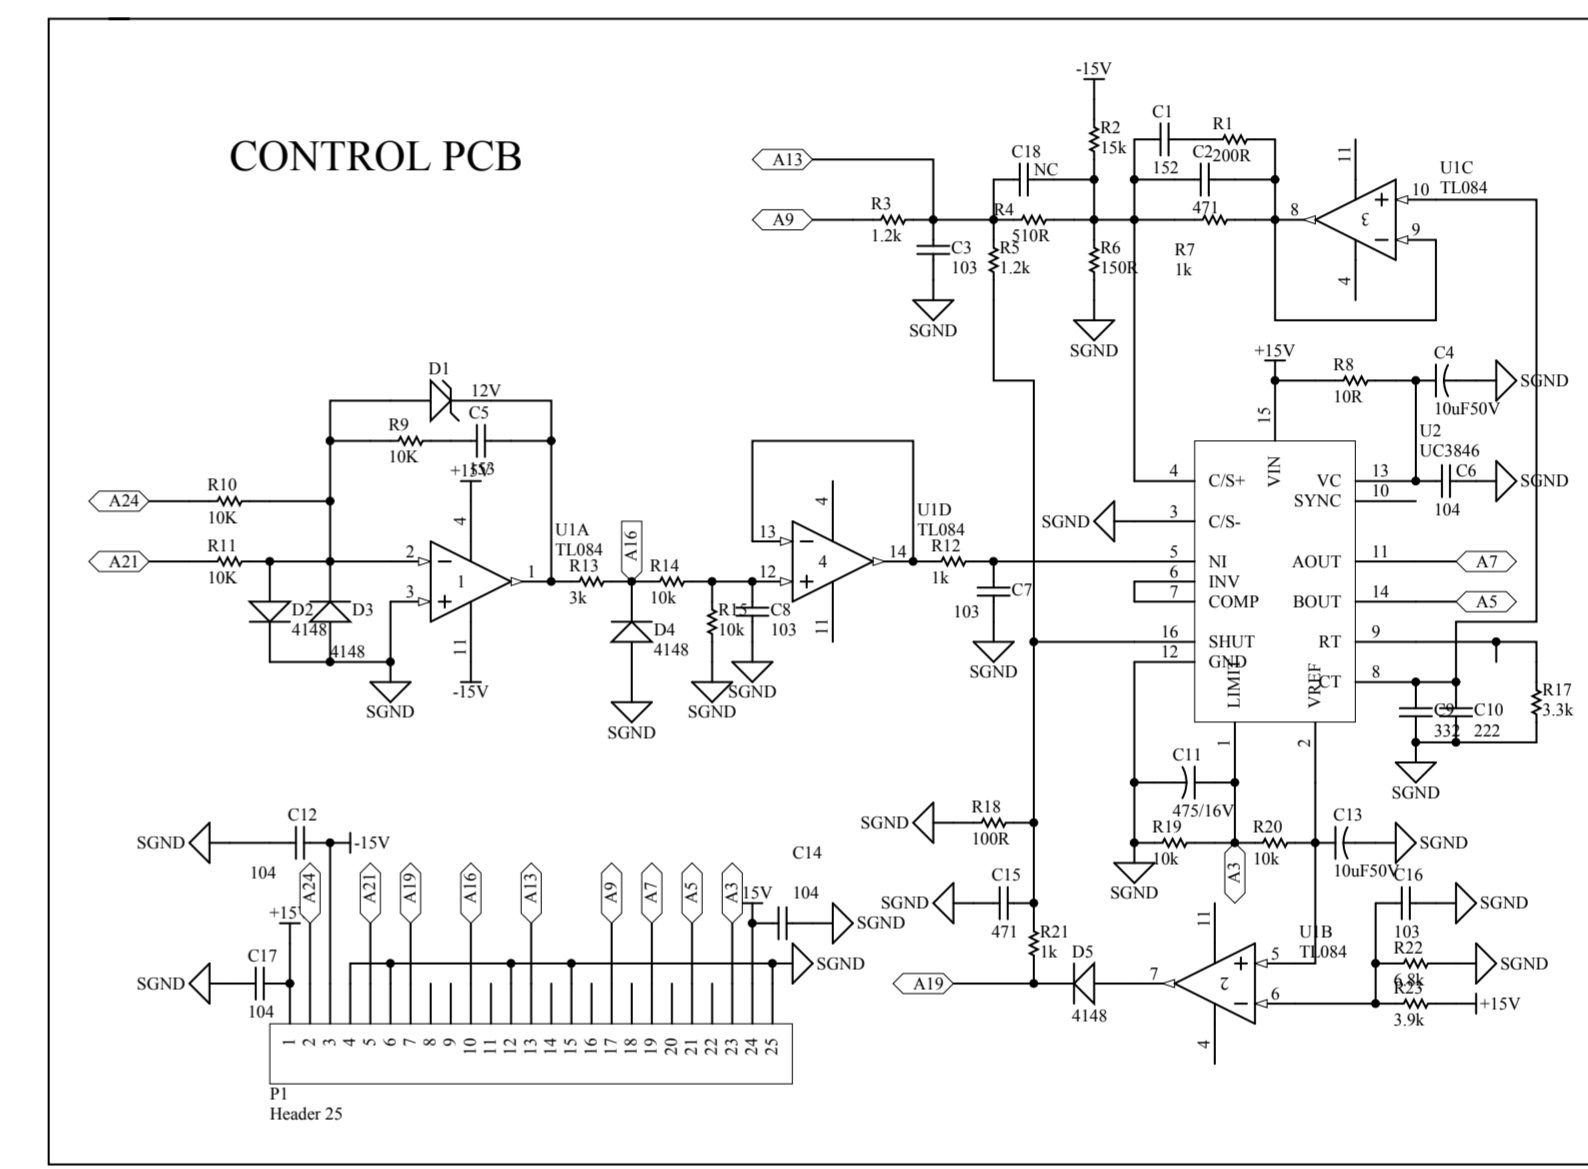 CONTROL PCB
-15V
R2
15k
C1
152
R1
200R
C2
471
A13
C18
NC
A9
R3
1.2k
R4
510R
C3
103
R5
1.2k
R6
150R
R7
1k
8
11
4
3
10
9
U1C
TL084
SGND
SGND
+15V
R8
10R
C4
10uF50V
SGND
15
U2
UC3846
4
C/S+
VIN
VC
13
C6
104
SGND
SYNC
10
SGND
3
C/S-
5
NI
AOUT
11
A7
6
INV
7
COMP
BOUT
14
A5
16
SHUT
RT
9
12
GND
LIMIT
VREF
CT
8
1
2
C9
332
C10
222
R17
3.3k
SGND
D1
12V
R9
10K
C5
153
+15V
A24
R10
10K
A21
R11
10K
2
3
4
1
11
1
U1A
TL084
-15V
D2
4148
D3
4148
SGND
R13
3k
A16
R14
10k
D4
4148
SGND
R15
10k
SGND
C8
103
SGND
13
12
4
4
11
14
U1D
TL084
R12
1k
C7
103
SGND
C11
475/16V
R19
10k
R20
10k
SGND
A3
C13
10uF50V
SGND
SGND
R18
100R
SGND
C15
471
R21
1k
A19
D5
4148
7
11
2
4
5
6
U1B
TL084
C16
103
SGND
R22
6.8k
SGND
R23
3.9k
+15V
SGND
C12
104
-15V
+15V
SGND
C17
104
A24
A21
A19
A16
A13
A9
A7
A5
A3
15V
C14
104
SGND
SGND
1 2 3 4 5 6 7 8 9 10 11 12 13 14 15 16 17 18 19 20 21 22 23 24 25
P1
Header 25